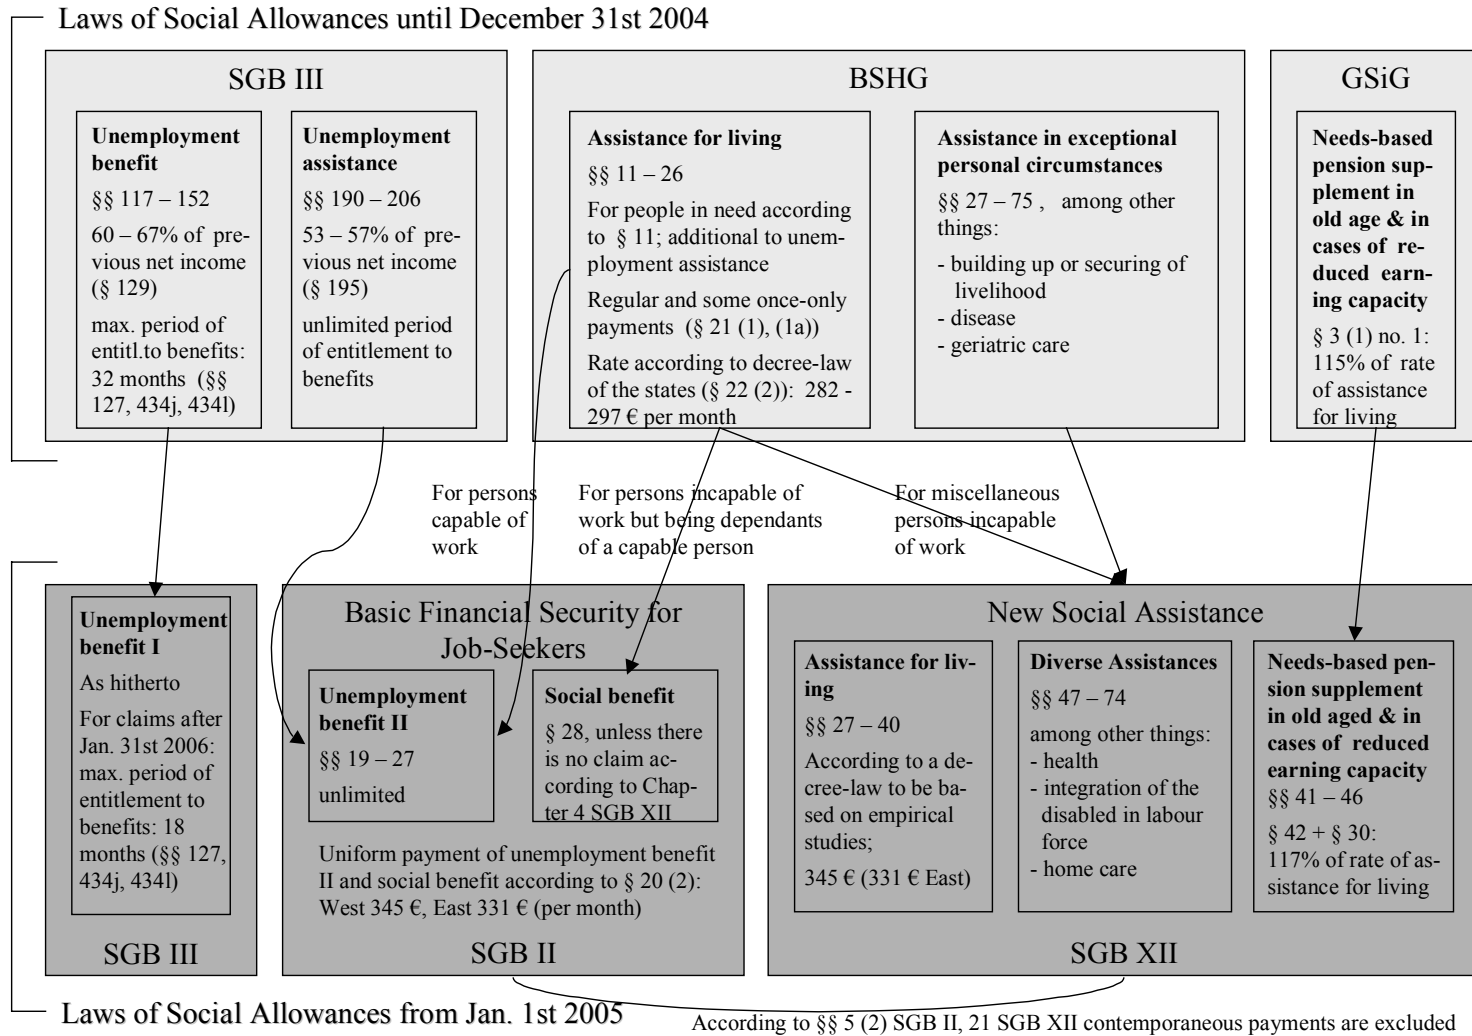 Laws of Social Allowances until December 31st 2004
SGB III
Unemployment
benefit
§§ 117 – 152
60 – 67% of pre-
vious net income
(§ 129)
max. period of
entitl.to benefits:
32 months (§§
127, 434j, 434l)
Unemployment
assistance
§§ 190 – 206
53 – 57% of pre-
vious net income
(§ 195)
unlimited period
of entitlement to
benefits
BSHG
Assistance for living
§§ 11 – 26
For people in need according
to § 11; additional to unem-
ployment assistance
Regular and some once-only
payments (§ 21 (1), (1a))
Rate according to decree-law
of the states (§ 22 (2)): 282 -
297 € per month
Assistance in exceptional
personal circumstances
§§ 27 – 75 , among other
things:
- building up or securing of
livelihood
- disease
- geriatric care
GSiG
Needs-based
pension sup-
plement in
old age & in
cases of re-
duced earn-
ing capacity
§ 3 (1) no. 1:
115% of rate
of assistance
for living
For persons
capable of
work
For persons incapable of
work but being dependants
of a capable person
For miscellaneous
persons incapable
of work
Unemployment
benefit I
As hitherto
For claims after
Jan. 31st 2006:
max. period of
entitlement to
benefits: 18
months (§§ 127,
434j, 434l)
SGB III
Basic Financial Security for
Job-Seekers
Unemployment
benefit II
§§ 19 – 27
unlimited
Social benefit
§ 28, unless there
is no claim ac-
cording to Chap-
ter 4 SGB XII
Uniform payment of unemployment benefit
II and social benefit according to § 20 (2):
West 345 €, East 331 € (per month)
SGB II
New Social Assistance
Assistance for liv-
ing
§§ 27 – 40
According to a de-
cree-law to be ba-
sed on empirical
studies;
345 € (331 € East)
Diverse Assistances
§§ 47 – 74
among other things:
- health
- integration of the
disabled in labour
force
- home care
Needs-based pen-
sion supplement
in old aged & in
cases of reduced
earning capacity
§§ 41 – 46
§ 42 + § 30:
117% of rate of as-
sistance for living
SGB XII
Laws of Social Allowances from Jan. 1st 2005
According to §§ 5 (2) SGB II, 21 SGB XII contemporaneous payments are excluded